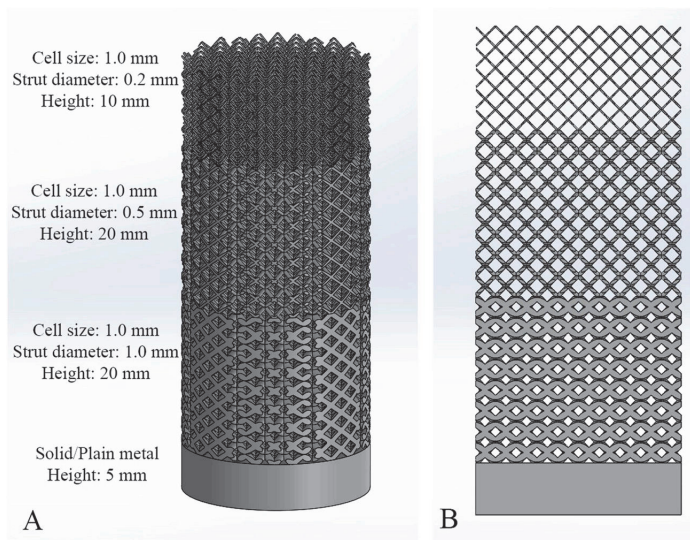 Cell size: 1.0 mm
Strut diameter: 0.2 mm
Height: 10 mm
Cell size: 1.0 mm
Strut diameter: 0.5 mm
Height: 20 mm
Cell size: 1.0 mm
Strut diameter: 1.0 mm
Height: 20 mm
Solid/Plain metal
Height: 5 mm
A
B